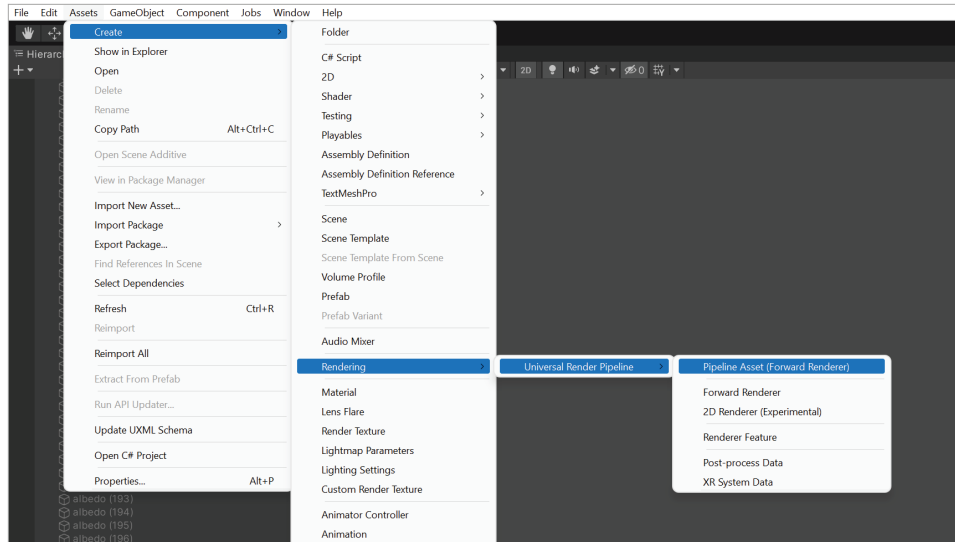 File Edit Assets GameObject Component Jobs Window Help
Hierarc
2D
0
Create
Show in Explorer
Open
Delete
Rename
Copy Path Alt+Ctrl+C
Open Scene Additive
View in Package Manager
Import New Asset...
Import Package
Export Package...
Find References In Scene
Select Dependencies
Refresh Ctrl+R
Reimport
Reimport All
Extract From Prefab
Run API Updater...
Update UXML Schema
Open C# Project
Properties... Alt+P
Folder
C# Script
2D
Shader
Testing
Playables
Assembly Definition
Assembly Definition Reference
TextMeshPro
Scene
Scene Template
Scene Template From Scene
Volume Profile
Prefab
Prefab Variant
Audio Mixer
Rendering
Material
Lens Flare
Render Texture
Lightmap Parameters
Lighting Settings
Custom Render Texture
Animator Controller
Animation
Universal Render Pipeline
Pipeline Asset (Forward Renderer)
Forward Renderer
2D Renderer (Experimental)
Renderer Feature
Post-process Data
XR System Data
albedo (193)
albedo (194)
albedo (195)
albedo (196)